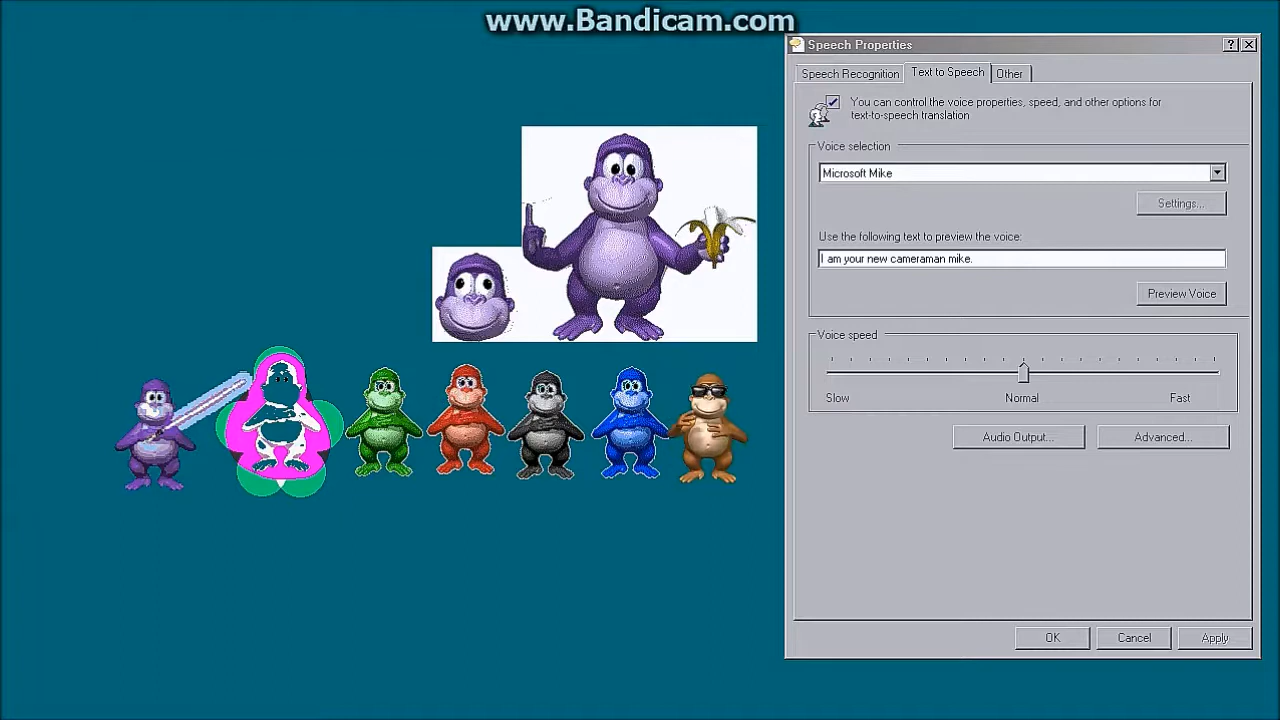 www.Bandicam.com
Speech Properties
Speech Recognition
Text to Speech
Other
You can control the voice properties, speed, and other options for
text-to-speech translation
Voice selection
Microsoft Mike
Settings...
Use the following text to preview the voice:
I am your new cameraman mike.
Preview Voice
Voice speed
Slow
Normal
Fast
Audio Output...
Advanced...
OK
Cancel
Apply